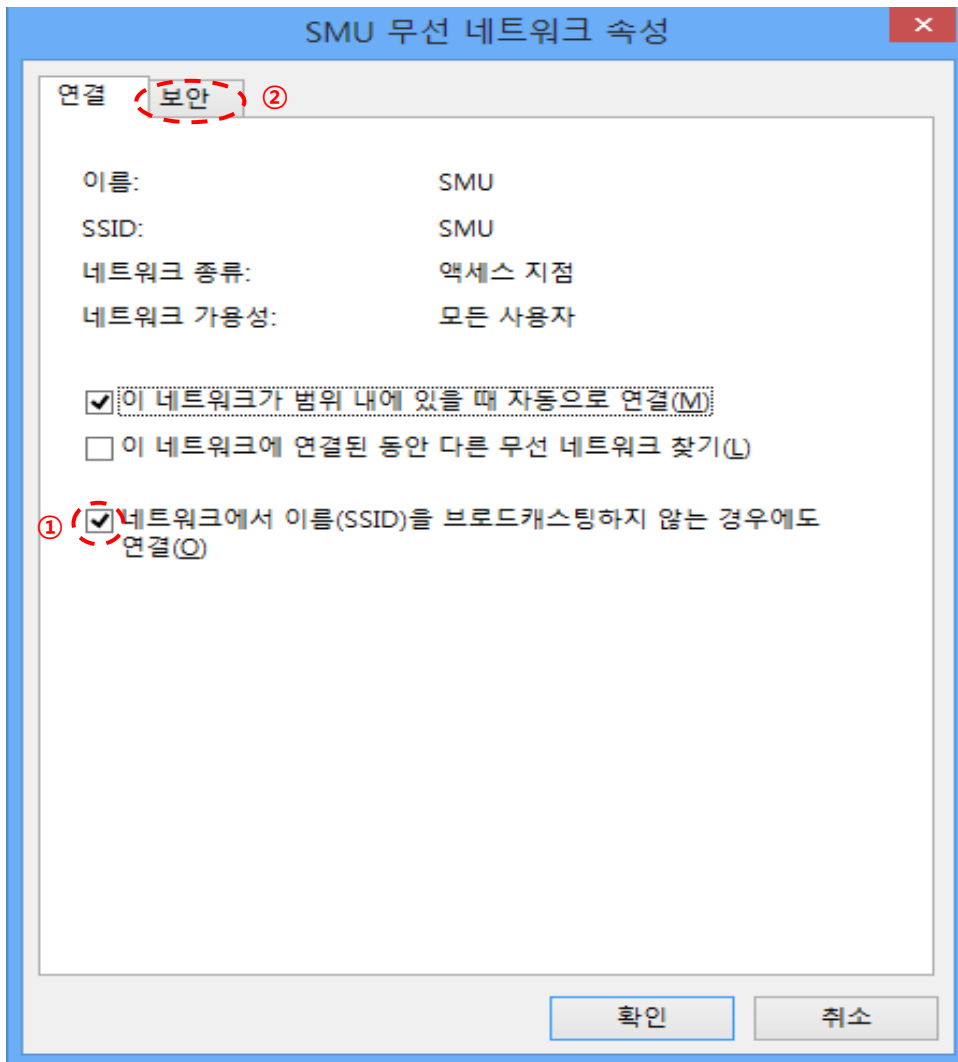 SMU 무선 네트워크 속성
연결 보안 ②
이름: SMU
SSID: SMU
네트워크 종류: 액세스 지점
네트워크 가용성: 모든 사용자
이 네트워크가 범위 내에 있을 때 자동으로 연결(M)
이 네트워크에 연결된 동안 다른 무선 네트워크 찾기(L)
① 네트워크에서 이름(SSID)을 브로드캐스팅하지 않는 경우에도
연결(O)
확인 취소